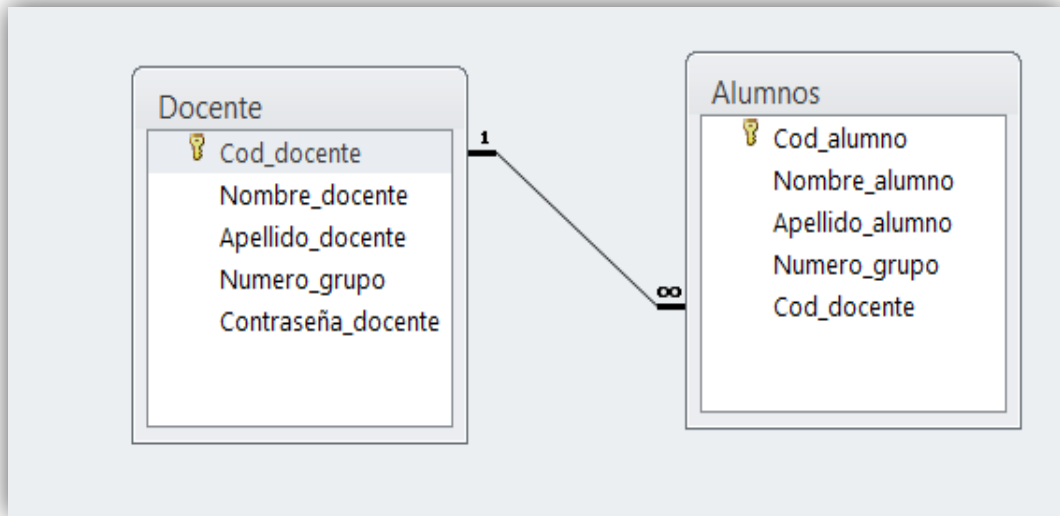 Docente
Cod_docente
Nombre_docente
Apellido_docente
Numero_grupo
Contraseña_docente
1
∞
Alumnos
Cod_alumno
Nombre_alumno
Apellido_alumno
Numero_grupo
Cod_docente